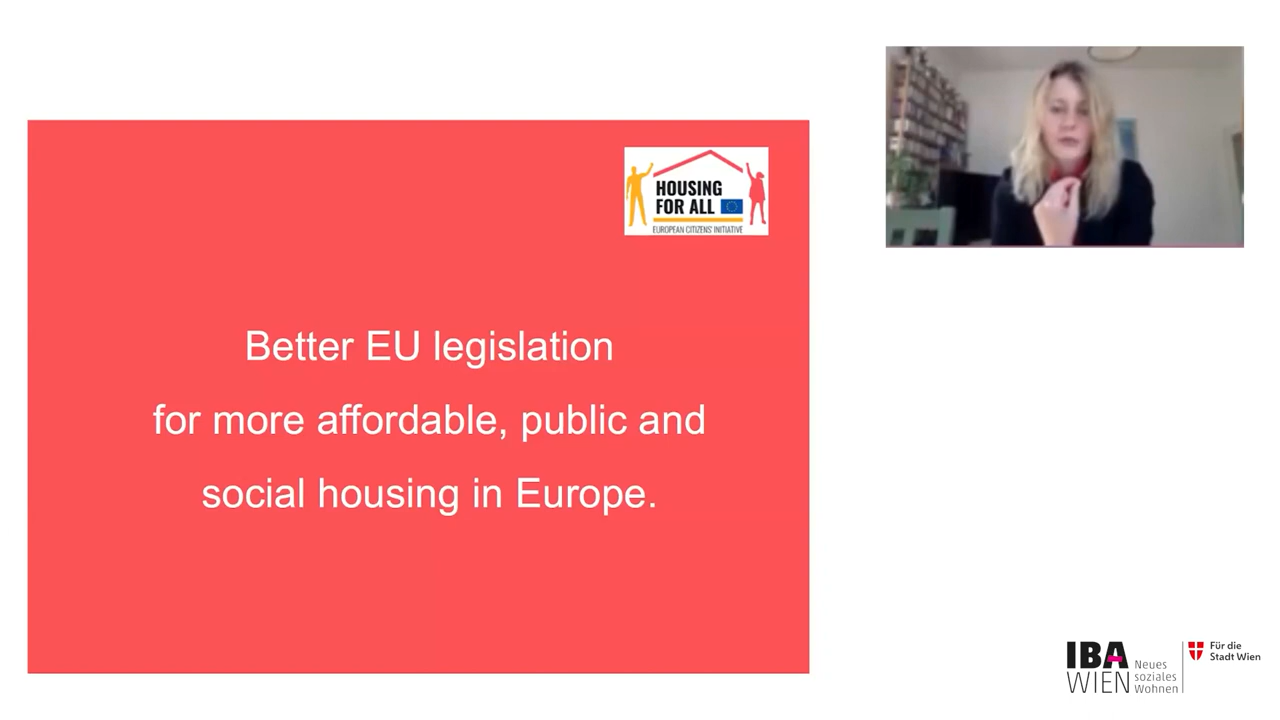 HOUSING
FOR ALL
EUROPEAN CITIZENS' INITIATIVE
Better EU legislation
for more affordable, public and
social housing in Europe.
IBA
WIEN
Neues
soziales
Wohnen
Für die
Stadt Wien